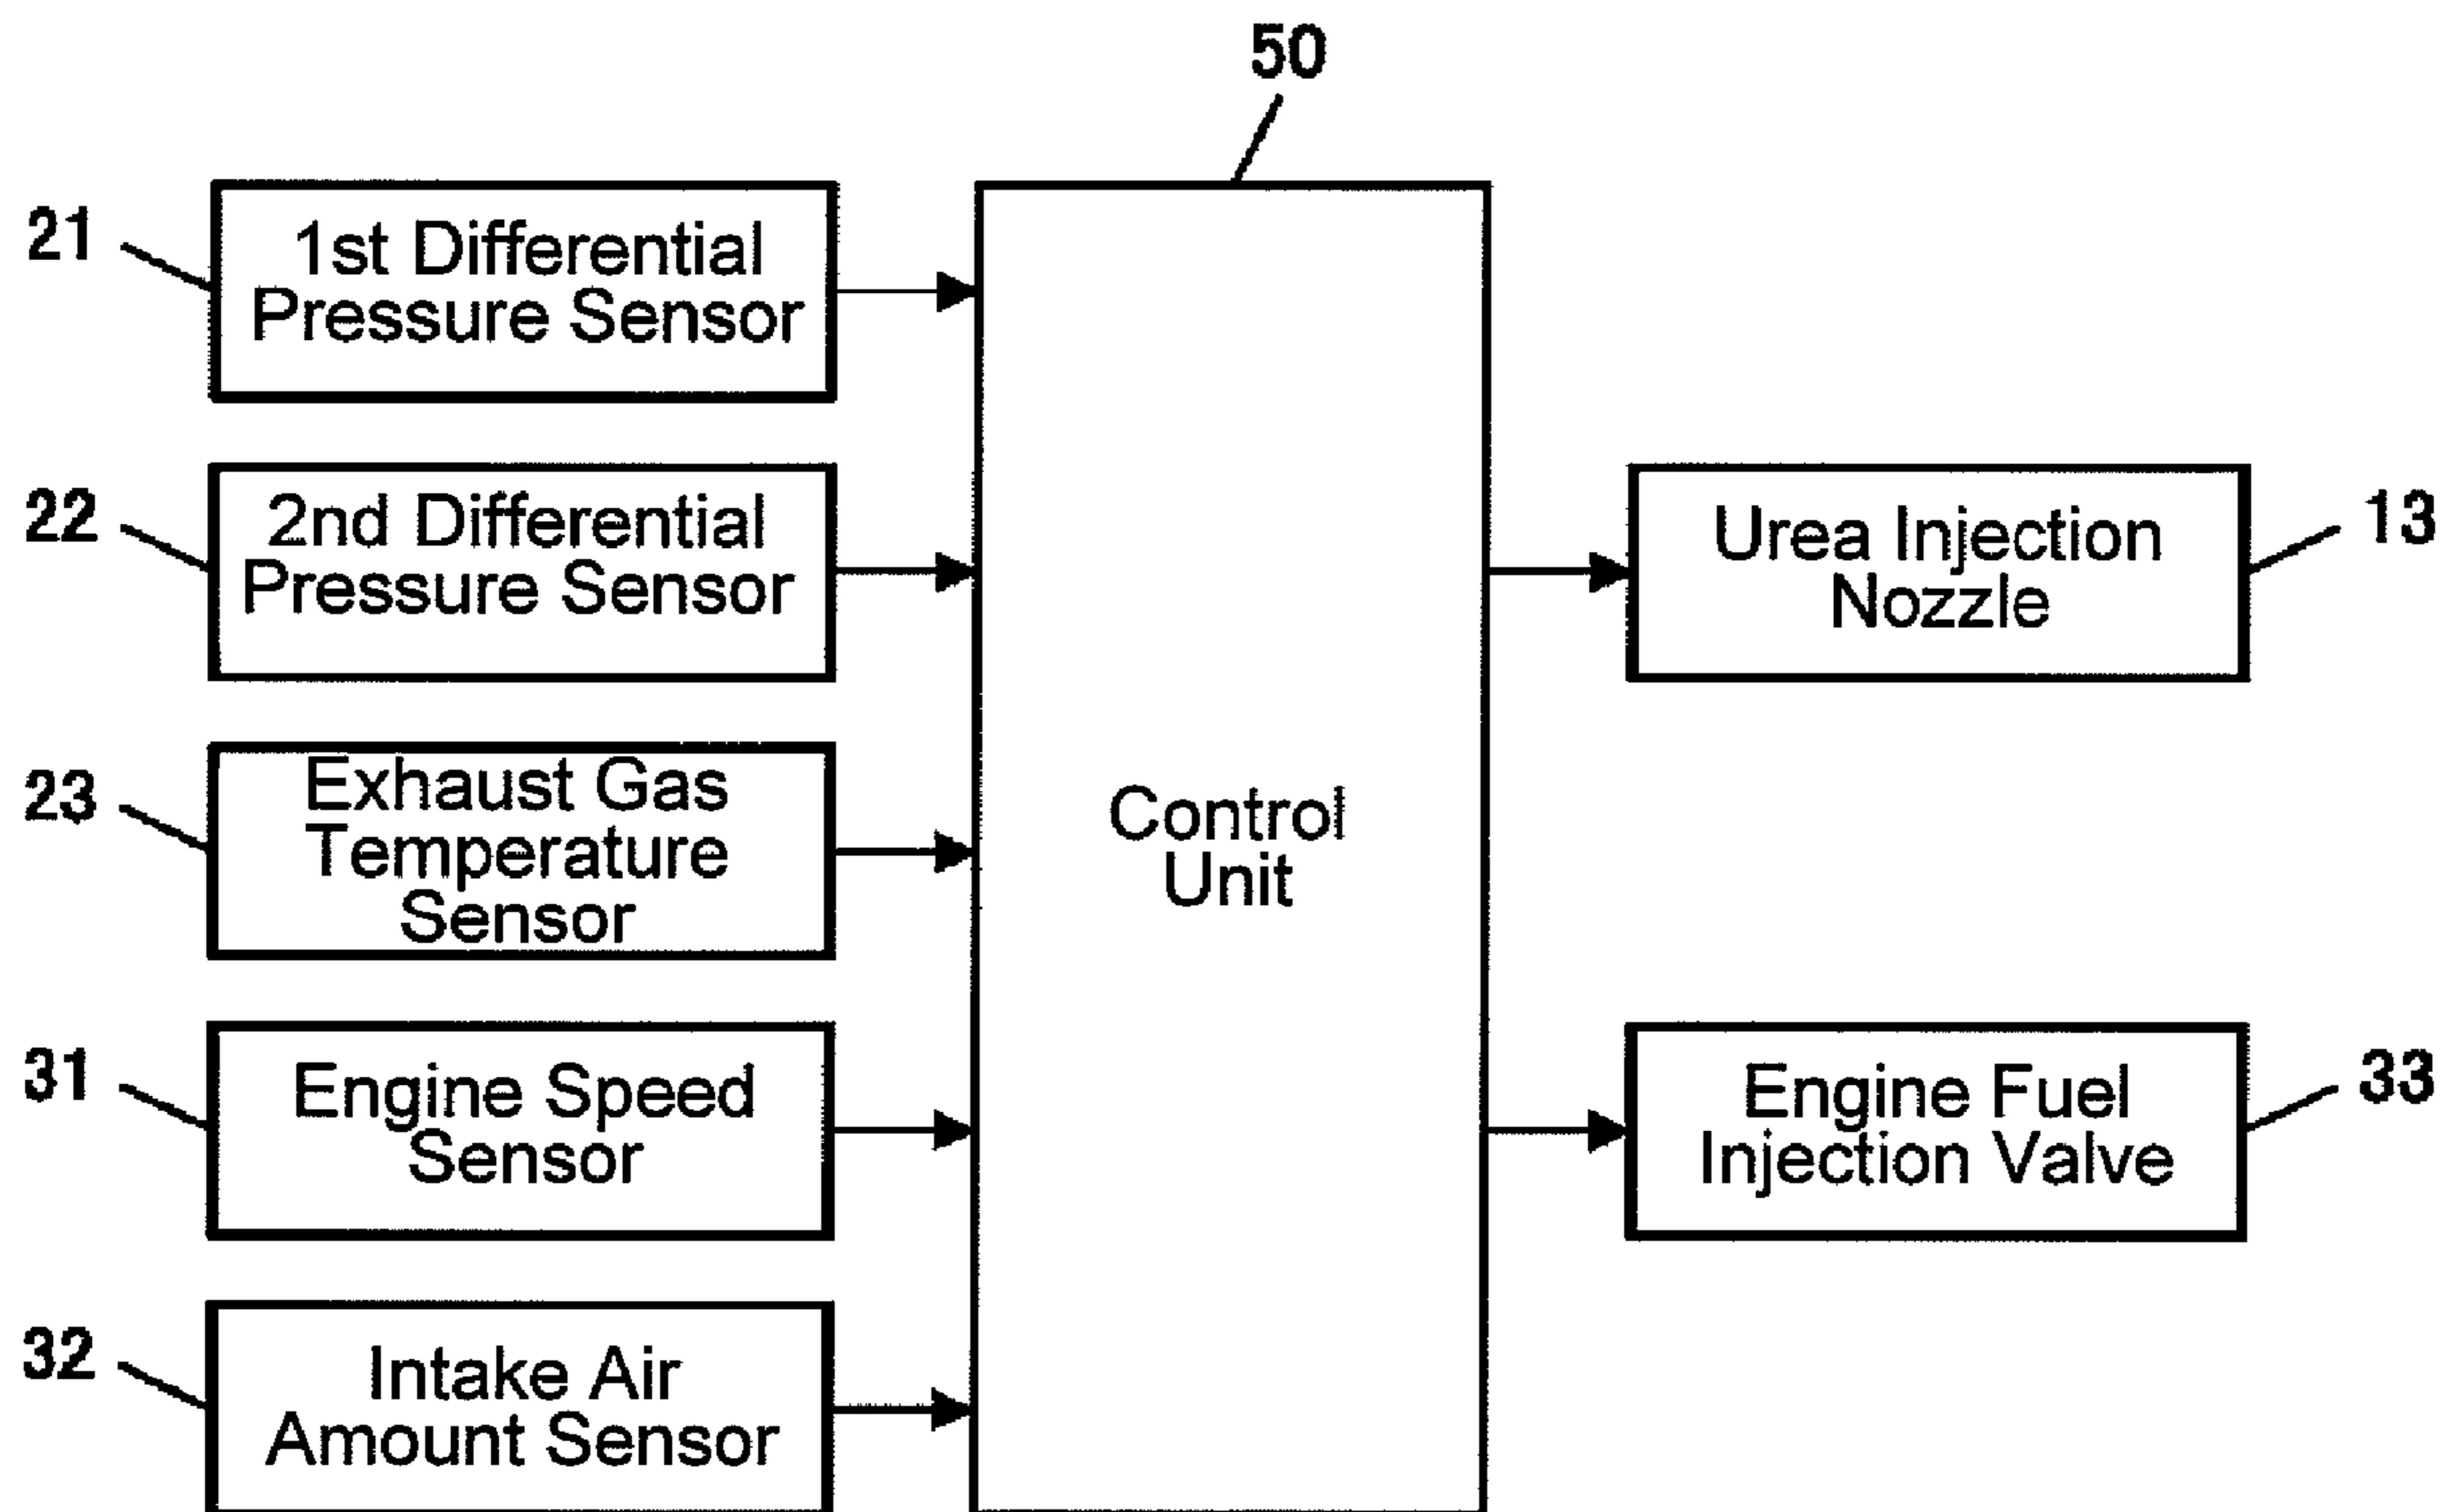 50
21
1st Differential
Pressure Sensor
22
2nd Differential
Pressure Sensor
23
Exhaust Gas
Temperature
Sensor
31
Engine Speed
Sensor
32
Intake Air
Amount Sensor
Control
Unit
Urea Injection
Nozzle
13
Engine Fuel
Injection Valve
33